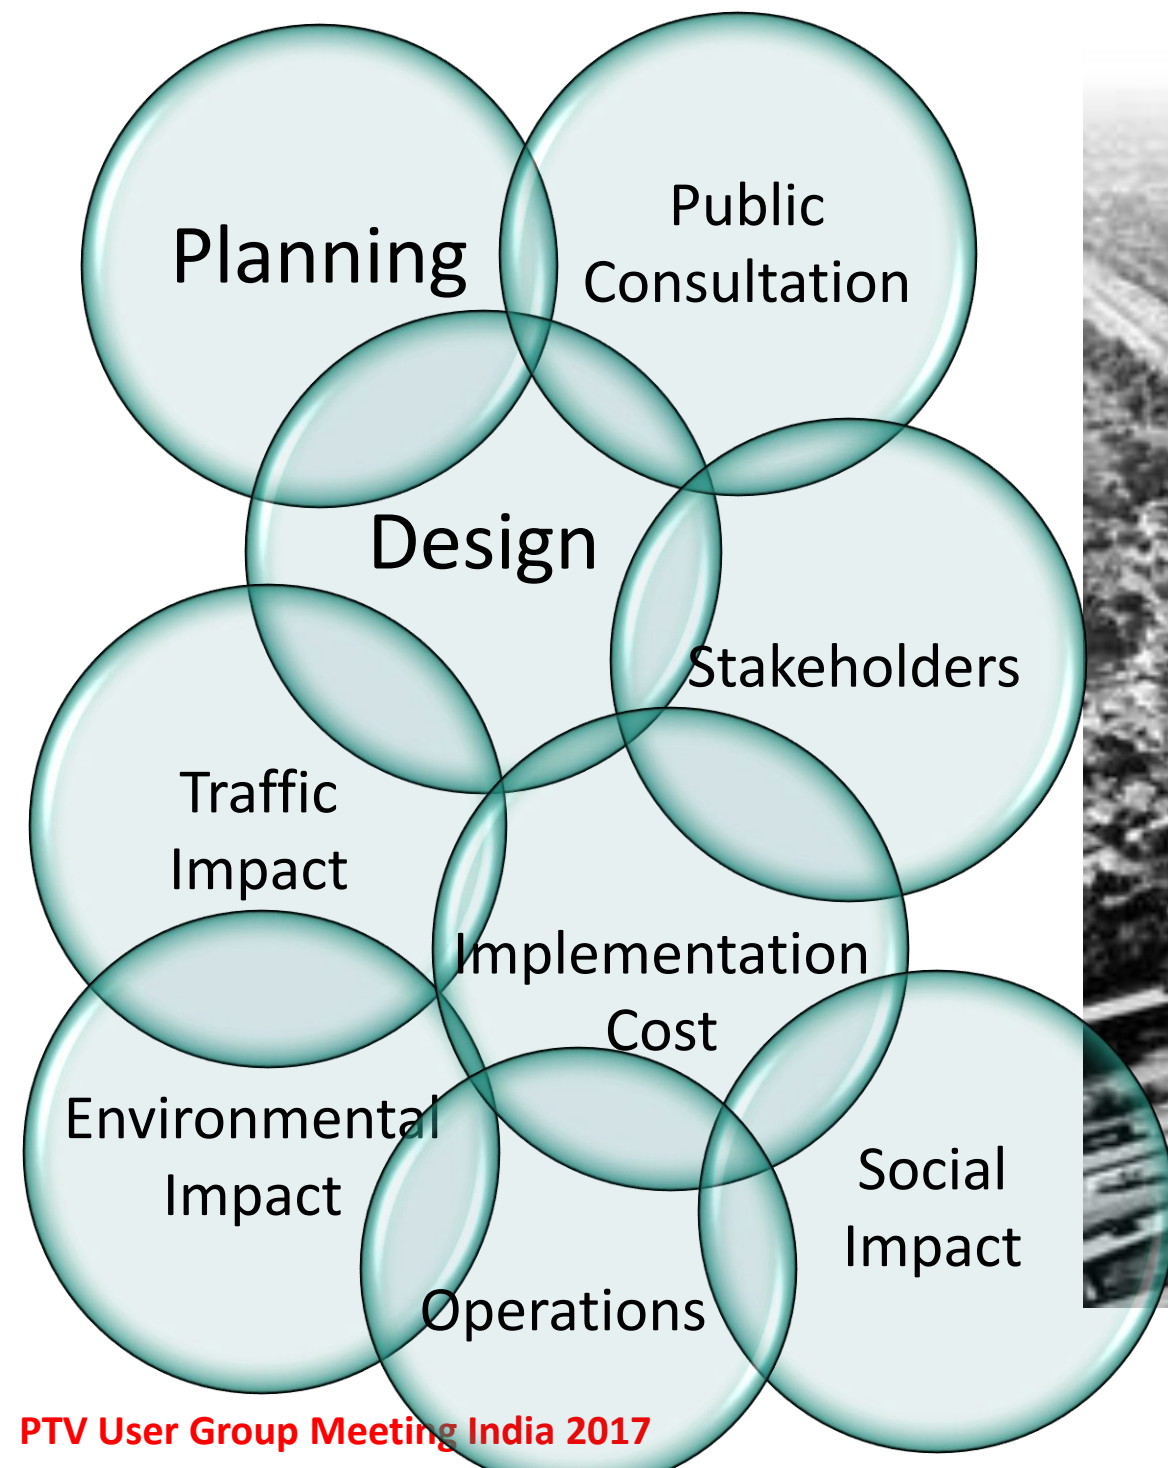 Planning
Public
Consultation
Design
Stakeholders
Traffic
Impact
Implementation
Cost
Environmental
Impact
Social
Impact
Operations
PTV User Group Meeting India 2017